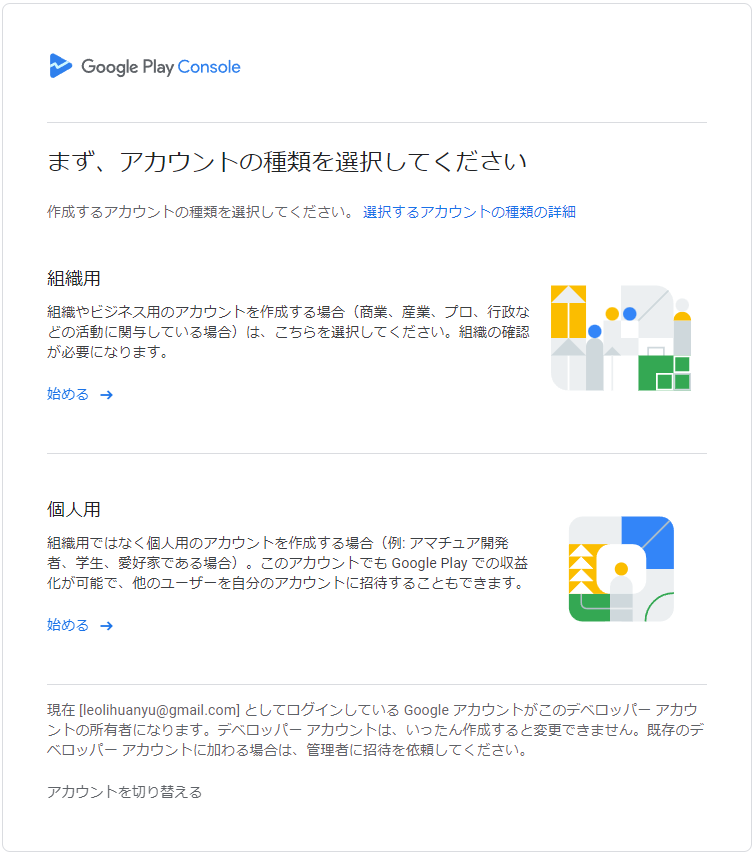 Google Play Console
まず、アカウントの種類を選択してください
作成するアカウントの種類を選択してください。 選択するアカウントの種類の詳細
組織用
組織やビジネス用のアカウントを作成する場合（商業、産業、プロ、行政な
どの活動に関与している場合）は、こちらを選択してください。組織の確認
が必要になります。
始める →
個人用
組織用ではなく個人用のアカウントを作成する場合（例: アマチュア開発
者、学生、愛好家である場合）。このアカウントでも Google Play での収益
化が可能で、他のユーザーを自分のアカウントに招待することもできます。
始める →
現在 [leolihuanyu@gmail.com] としてログインしている Google アカウントがこのデベロッパー アカウ
ントの所有者になります。デベロッパー アカウントは、いったん作成すると変更できません。既存のデ
ベロッパー アカウントに加わる場合は、管理者に招待を依頼してください。
アカウントを切り替える